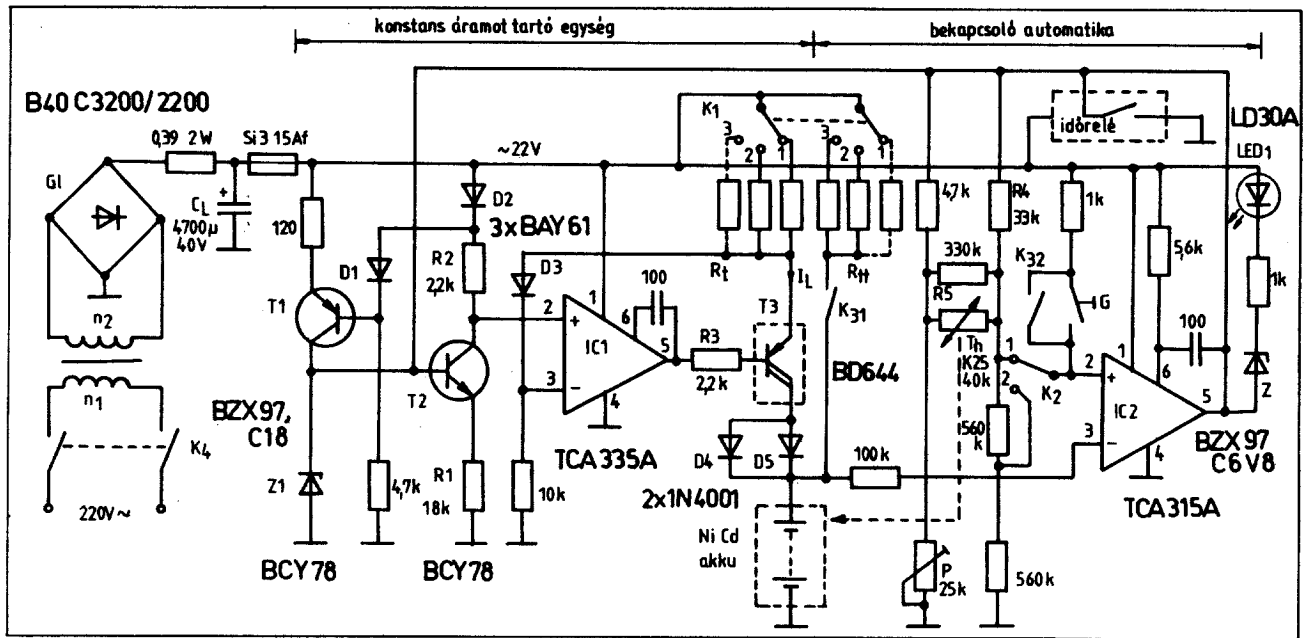 konstans áramot tartó egység
bekapcsoló automatika
B40 C3200/2200
0,39 2W
Si3 15Af
~22V
K1
3
2
1
3
2
1
időrelé
LD30A
LED1
Gl
+
CL
4700µ
40V
120
D2
3xBAY61
4,7k
R4
33k
1k
D1
R2
2,2k
D3
Rt
IL
Rtt
330k
K32
5,6k
1k
T1
n2
100
T3
K31
R5
G
1
2
+
6
5
IC1
3
−
4
R3
2,2k
BD644
Th
K25
40k
1
2
K2
100
1
2
+
6
5
IC2
3
−
4
Z
n1
K4
220V~
BZX97,
C18
T2
TCA335A
D4
D5
560
k
BZX97
C6V8
Z1
4,7k
R1
18k
10k
2x1N4001
100k
TCA315A
Ni Cd
akku
P
25k
560k
BCY78
BCY78